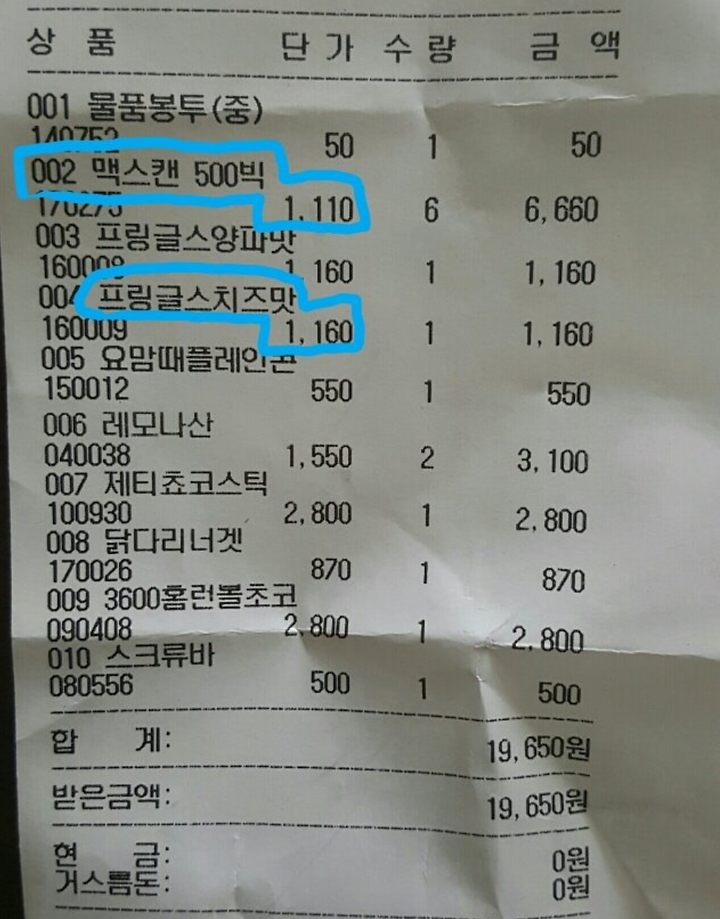 상 품 단 가 수 량 금 액
001 물품봉투(중)
140752 50 1 50
002 맥스캔 500빅
170275 1,110 6 6,660
003 프링글스양파맛
160008 1,160 1 1,160
004 프링글스치즈맛
160009 1,160 1 1,160
005 요맘때플레인콘
150012 550 1 550
006 레모나산
040038 1,550 2 3,100
007 제티쵸코스틱
100930 2,800 1 2,800
008 닭다리너겟
170026 870 1 870
009 3600홈런볼초코
090408 2,800 1 2,800
010 스크류바
080556 500 1 500
합 계: 19,650원
받은금액: 19,650원
현 금: 0원
거스름돈: 0원